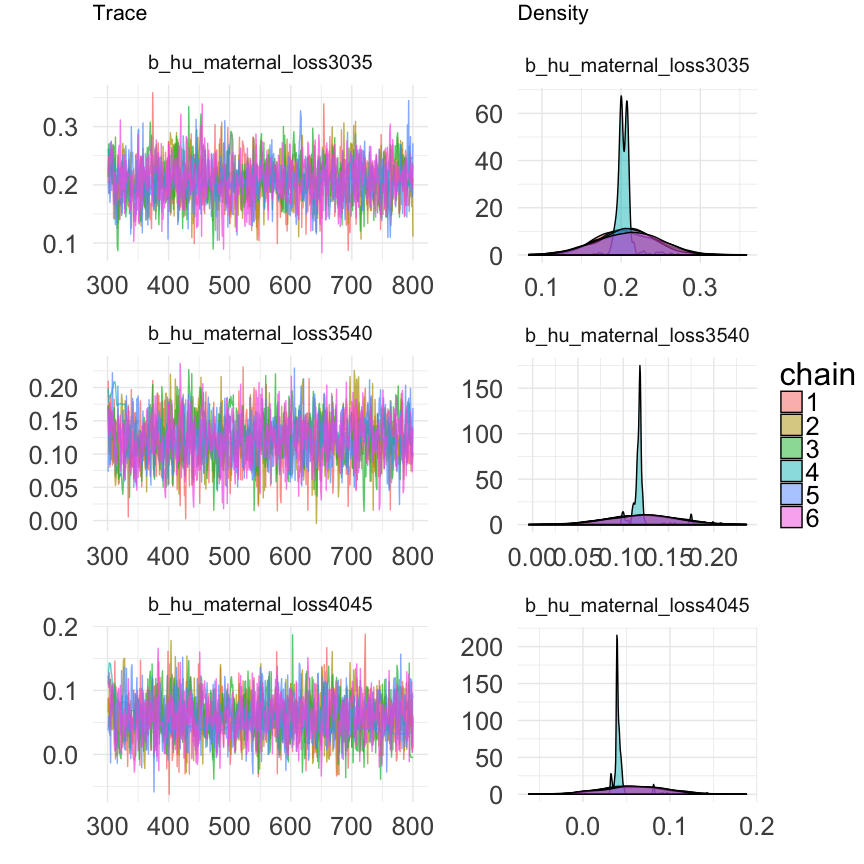 Trace
Density
b_hu_maternal_loss3035
b_hu_maternal_loss3035
0.3
0.2
0.1
300 400 500 600 700 800
60
40
20
0
0.1 0.2 0.3
b_hu_maternal_loss3540
b_hu_maternal_loss3540
0.20
0.15
0.10
0.05
0.00
300 400 500 600 700 800
150
100
50
0
0.00 0.05 0.10 0.15 0.20
b_hu_maternal_loss4045
b_hu_maternal_loss4045
0.2
0.1
0.0
300 400 500 600 700 800
200
150
100
50
0
0.0 0.1 0.2
chain
1
2
3
4
5
6